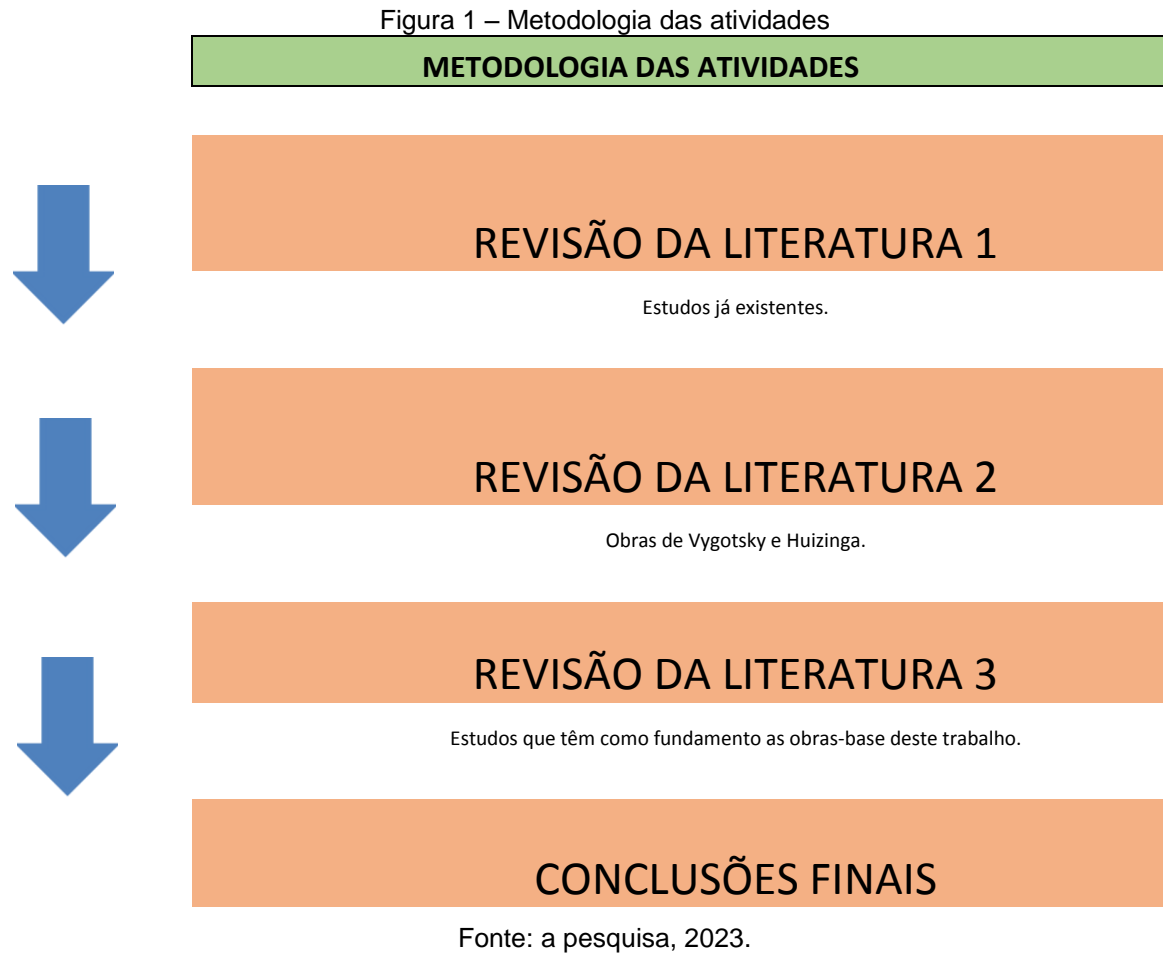 Figura 1 – Metodologia das atividades
METODOLOGIA DAS ATIVIDADES
REVISÃO DA LITERATURA 1
Estudos já existentes.
REVISÃO DA LITERATURA 2
Obras de Vygotsky e Huizinga.
REVISÃO DA LITERATURA 3
Estudos que têm como fundamento as obras-base deste trabalho.
CONCLUSÕES FINAIS
Fonte: a pesquisa, 2023.